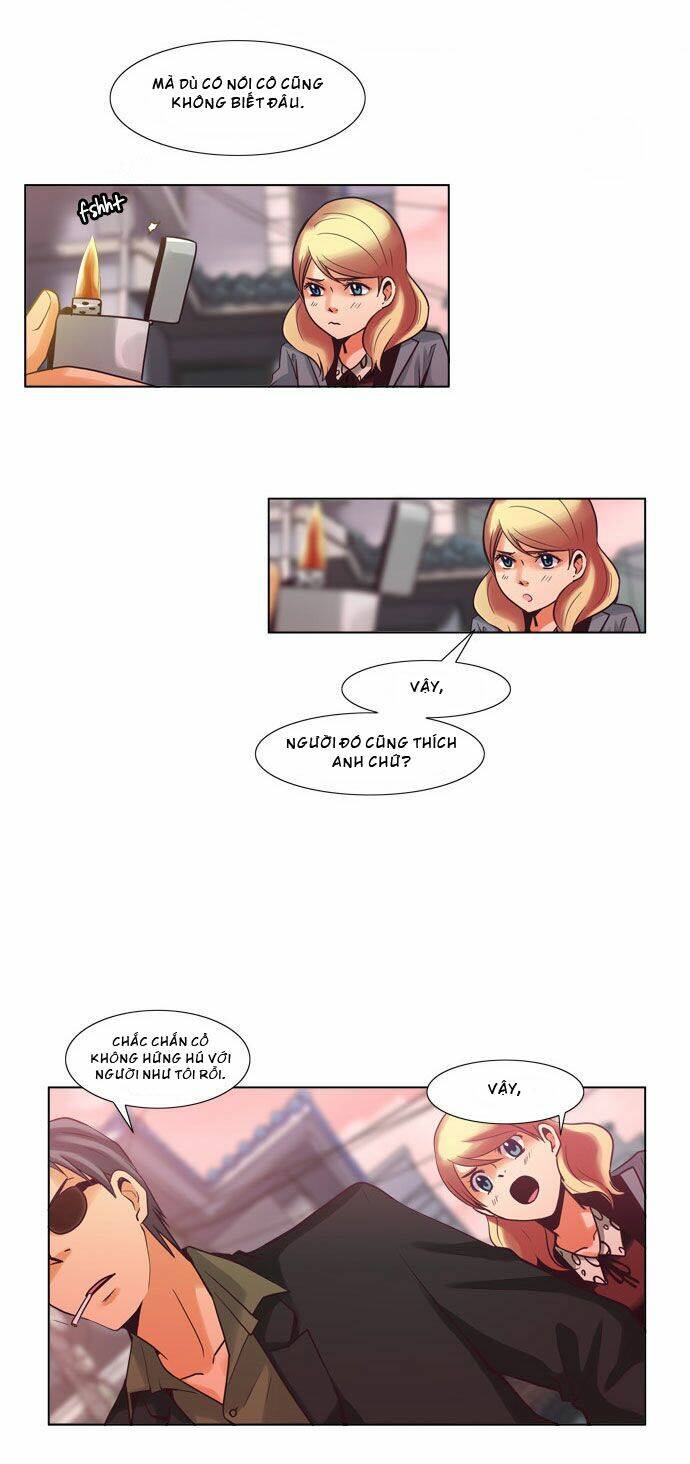 MÀ DÙ CÓ NÓI CÔ CŨNG
KHÔNG BIẾT ĐÂU.
fshht
VẬY,
NGƯỜI ĐÓ CŨNG THÍCH
ANH CHỨ?
CHẮC CHẮN CỔ
KHÔNG HỨNG HÚ VỚI
NGƯỜI NHƯ TÔI RỒI.
VẬY,